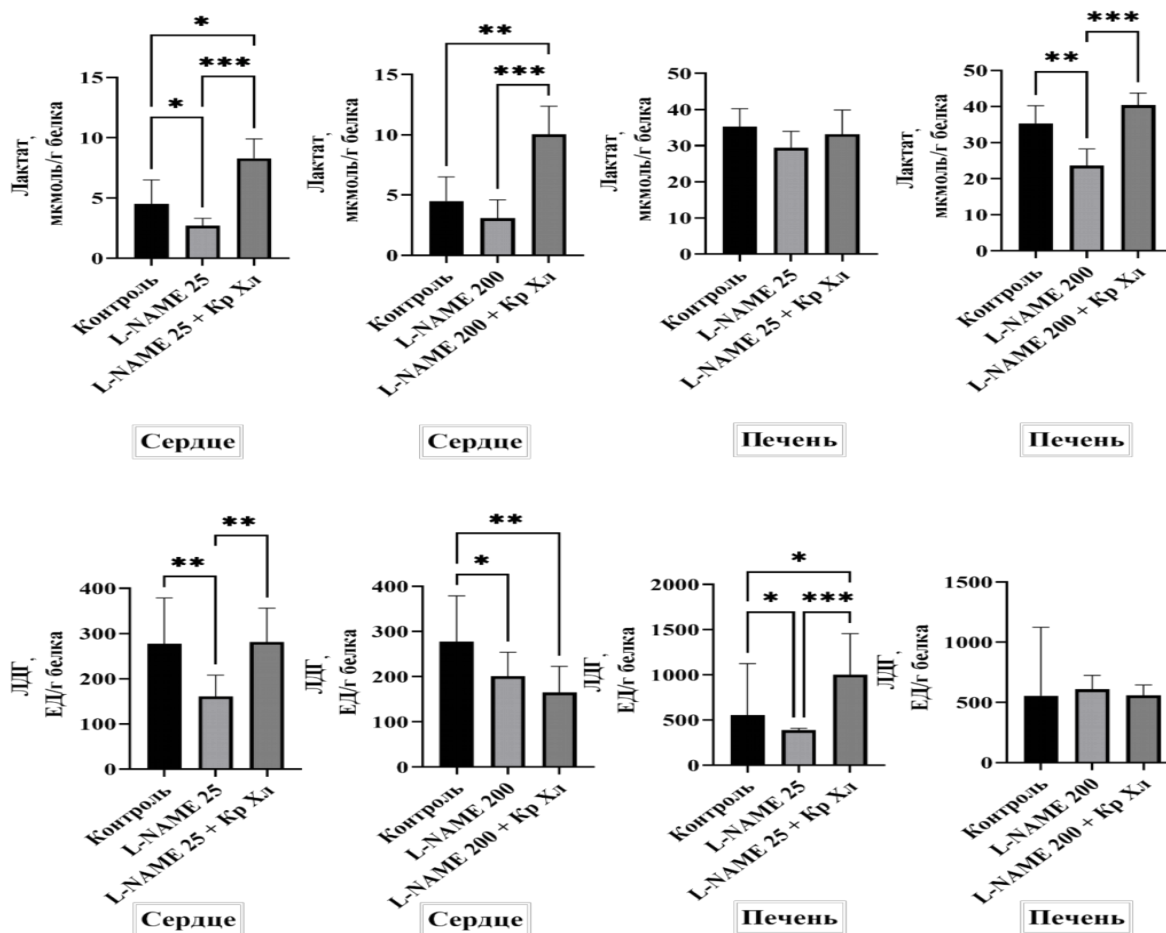 * *** *
15
10
5
0
Лактат,
мкмоль/г белка
Контроль
L-NAME 25
L-NAME 25 + Кр Хл
Сердце
** ***
15
10
5
0
Лактат,
мкмоль/г белка
Контроль
L-NAME 200
L-NAME 200 + Кр Хл
Сердце
50
40
30
20
10
0
Лактат,
мкмоль/г белка
Контроль
L-NAME 25
L-NAME 25 + Кр Хл
Печень
*** **
50
40
30
20
10
0
Лактат,
мкмоль/г белка
Контроль
L-NAME 200
L-NAME 200 + Кр Хл
Печень
** **
400
300
200
100
0
ЛДГ,
ЕД/г белка
Контроль
L-NAME 25
L-NAME 25 + Кр Хл
Сердце
** *
400
300
200
100
0
ЛДГ,
ЕД/г белка
Контроль
L-NAME 200
L-NAME 200 + Кр Хл
Сердце
* * ***
2000
1500
1000
500
0
ЛДГ,
ЕД/г белка
Контроль
L-NAME 25
L-NAME 25 + Кр Хл
Печень
1500
1000
500
0
ЛДГ,
ЕД/г белка
Контроль
L-NAME 200
L-NAME 200 + Кр Хл
Печень